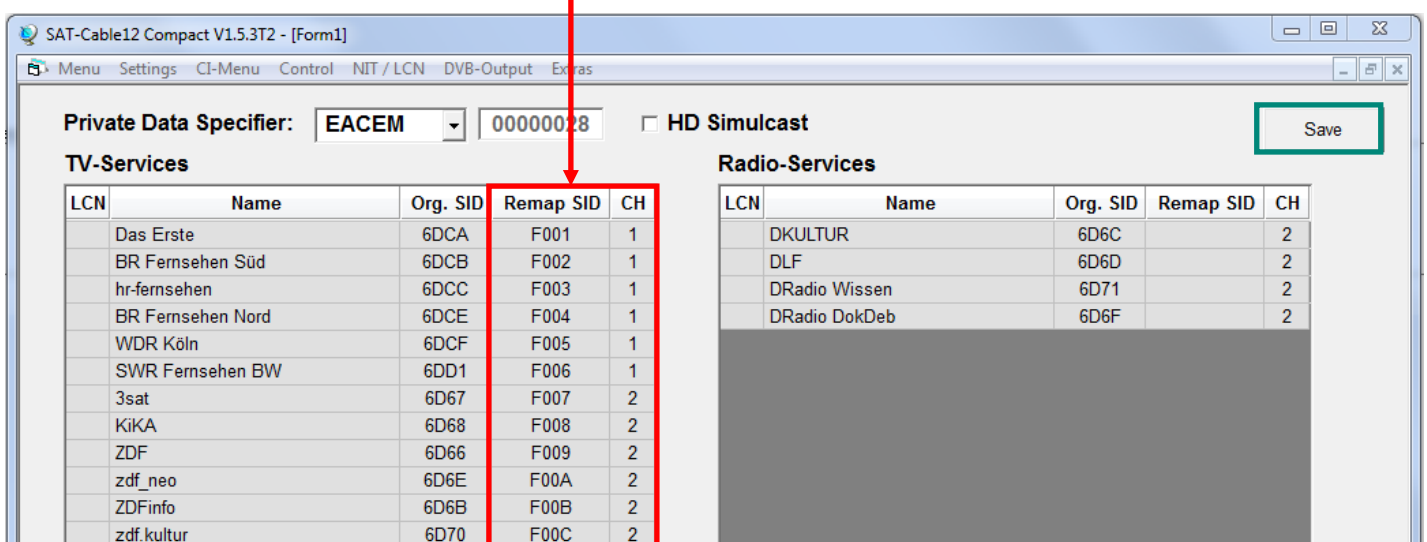 SAT-Cable12 Compact V1.5.3T2 - [Form1]
Menu Settings CI-Menu Control NIT / LCN DVB-Output Extras
Private Data Specifier: EACEM 00000028 HD Simulcast Save
TV-Services Radio-Services
LCN Name Org. SID Remap SID CH LCN Name Org. SID Remap SID CH
Das Erste 6DCA F001 1 DKULTUR 6D6C 2
BR Fernsehen Süd 6DCB F002 1 DLF 6D6D 2
hr-fernsehen 6DCC F003 1 DRadio Wissen 6D71 2
BR Fernsehen Nord 6DCE F004 1 DRadio DokDeb 6D6F 2
WDR Köln 6DCF F005 1
SWR Fernsehen BW 6DD1 F006 1
3sat 6D67 F007 2
KiKA 6D68 F008 2
ZDF 6D66 F009 2
zdf_neo 6D6E F00A 2
ZDFinfo 6D6B F00B 2
zdf.kultur 6D70 F00C 2